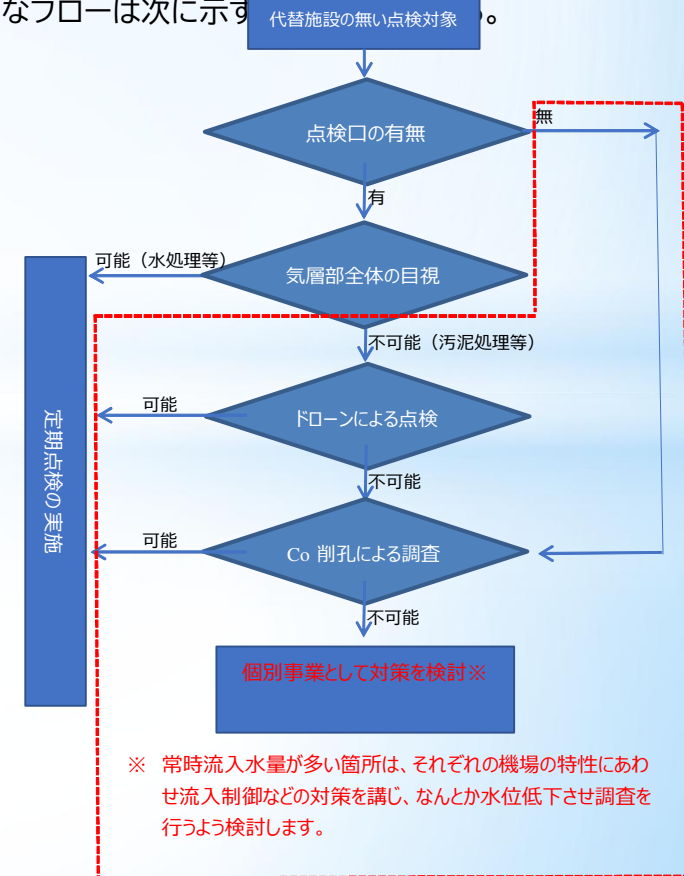 なフローは次に示す
代替施設の無い点検対象
る。
点検口の有無
無
有
可能（水処理等）
気層部全体の目視
不可能（汚泥処理等）
可能
ドローンによる点検
不可能
定期点検の実施
可能
Co 削孔による調査
不可能
個別事業として対策を検討※
※ 常時流入水量が多い箇所は、それぞれの機場の特性にあわ
せ流入制御などの対策を講じ、なんとか水位低下させ調査を
行うよう検討します。